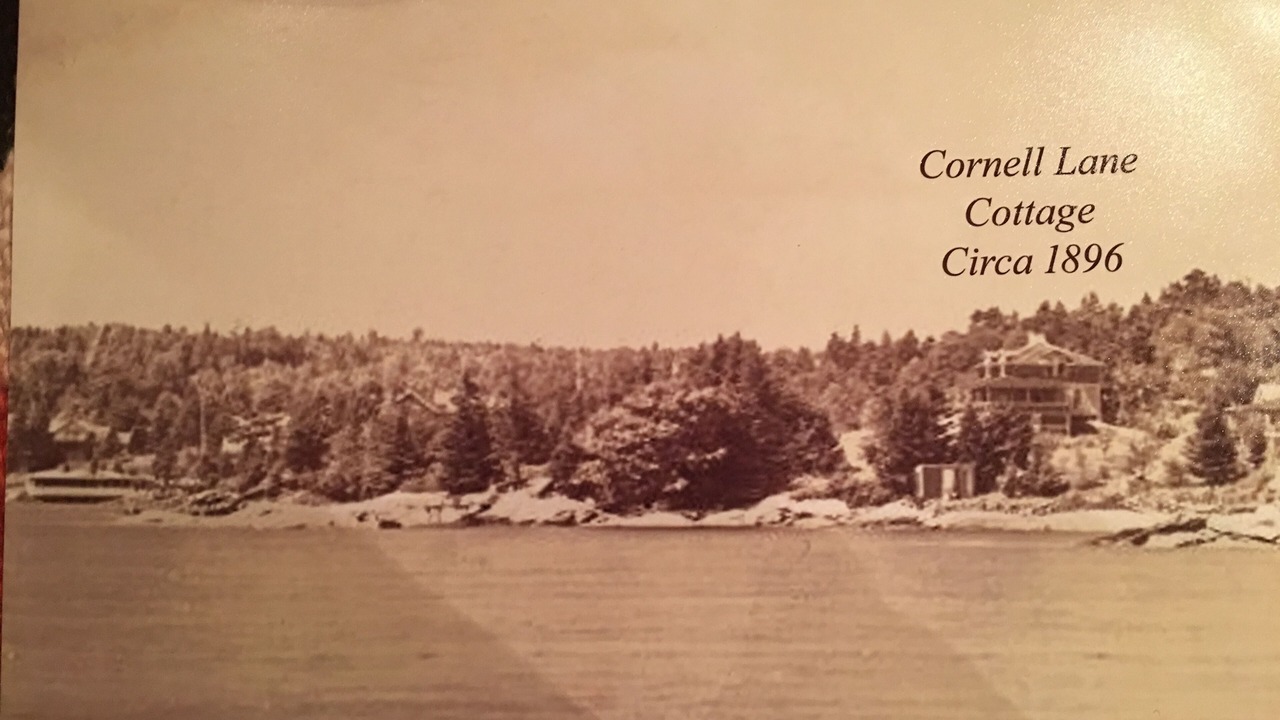 Cornell Lane
Cottage
Circa 1896